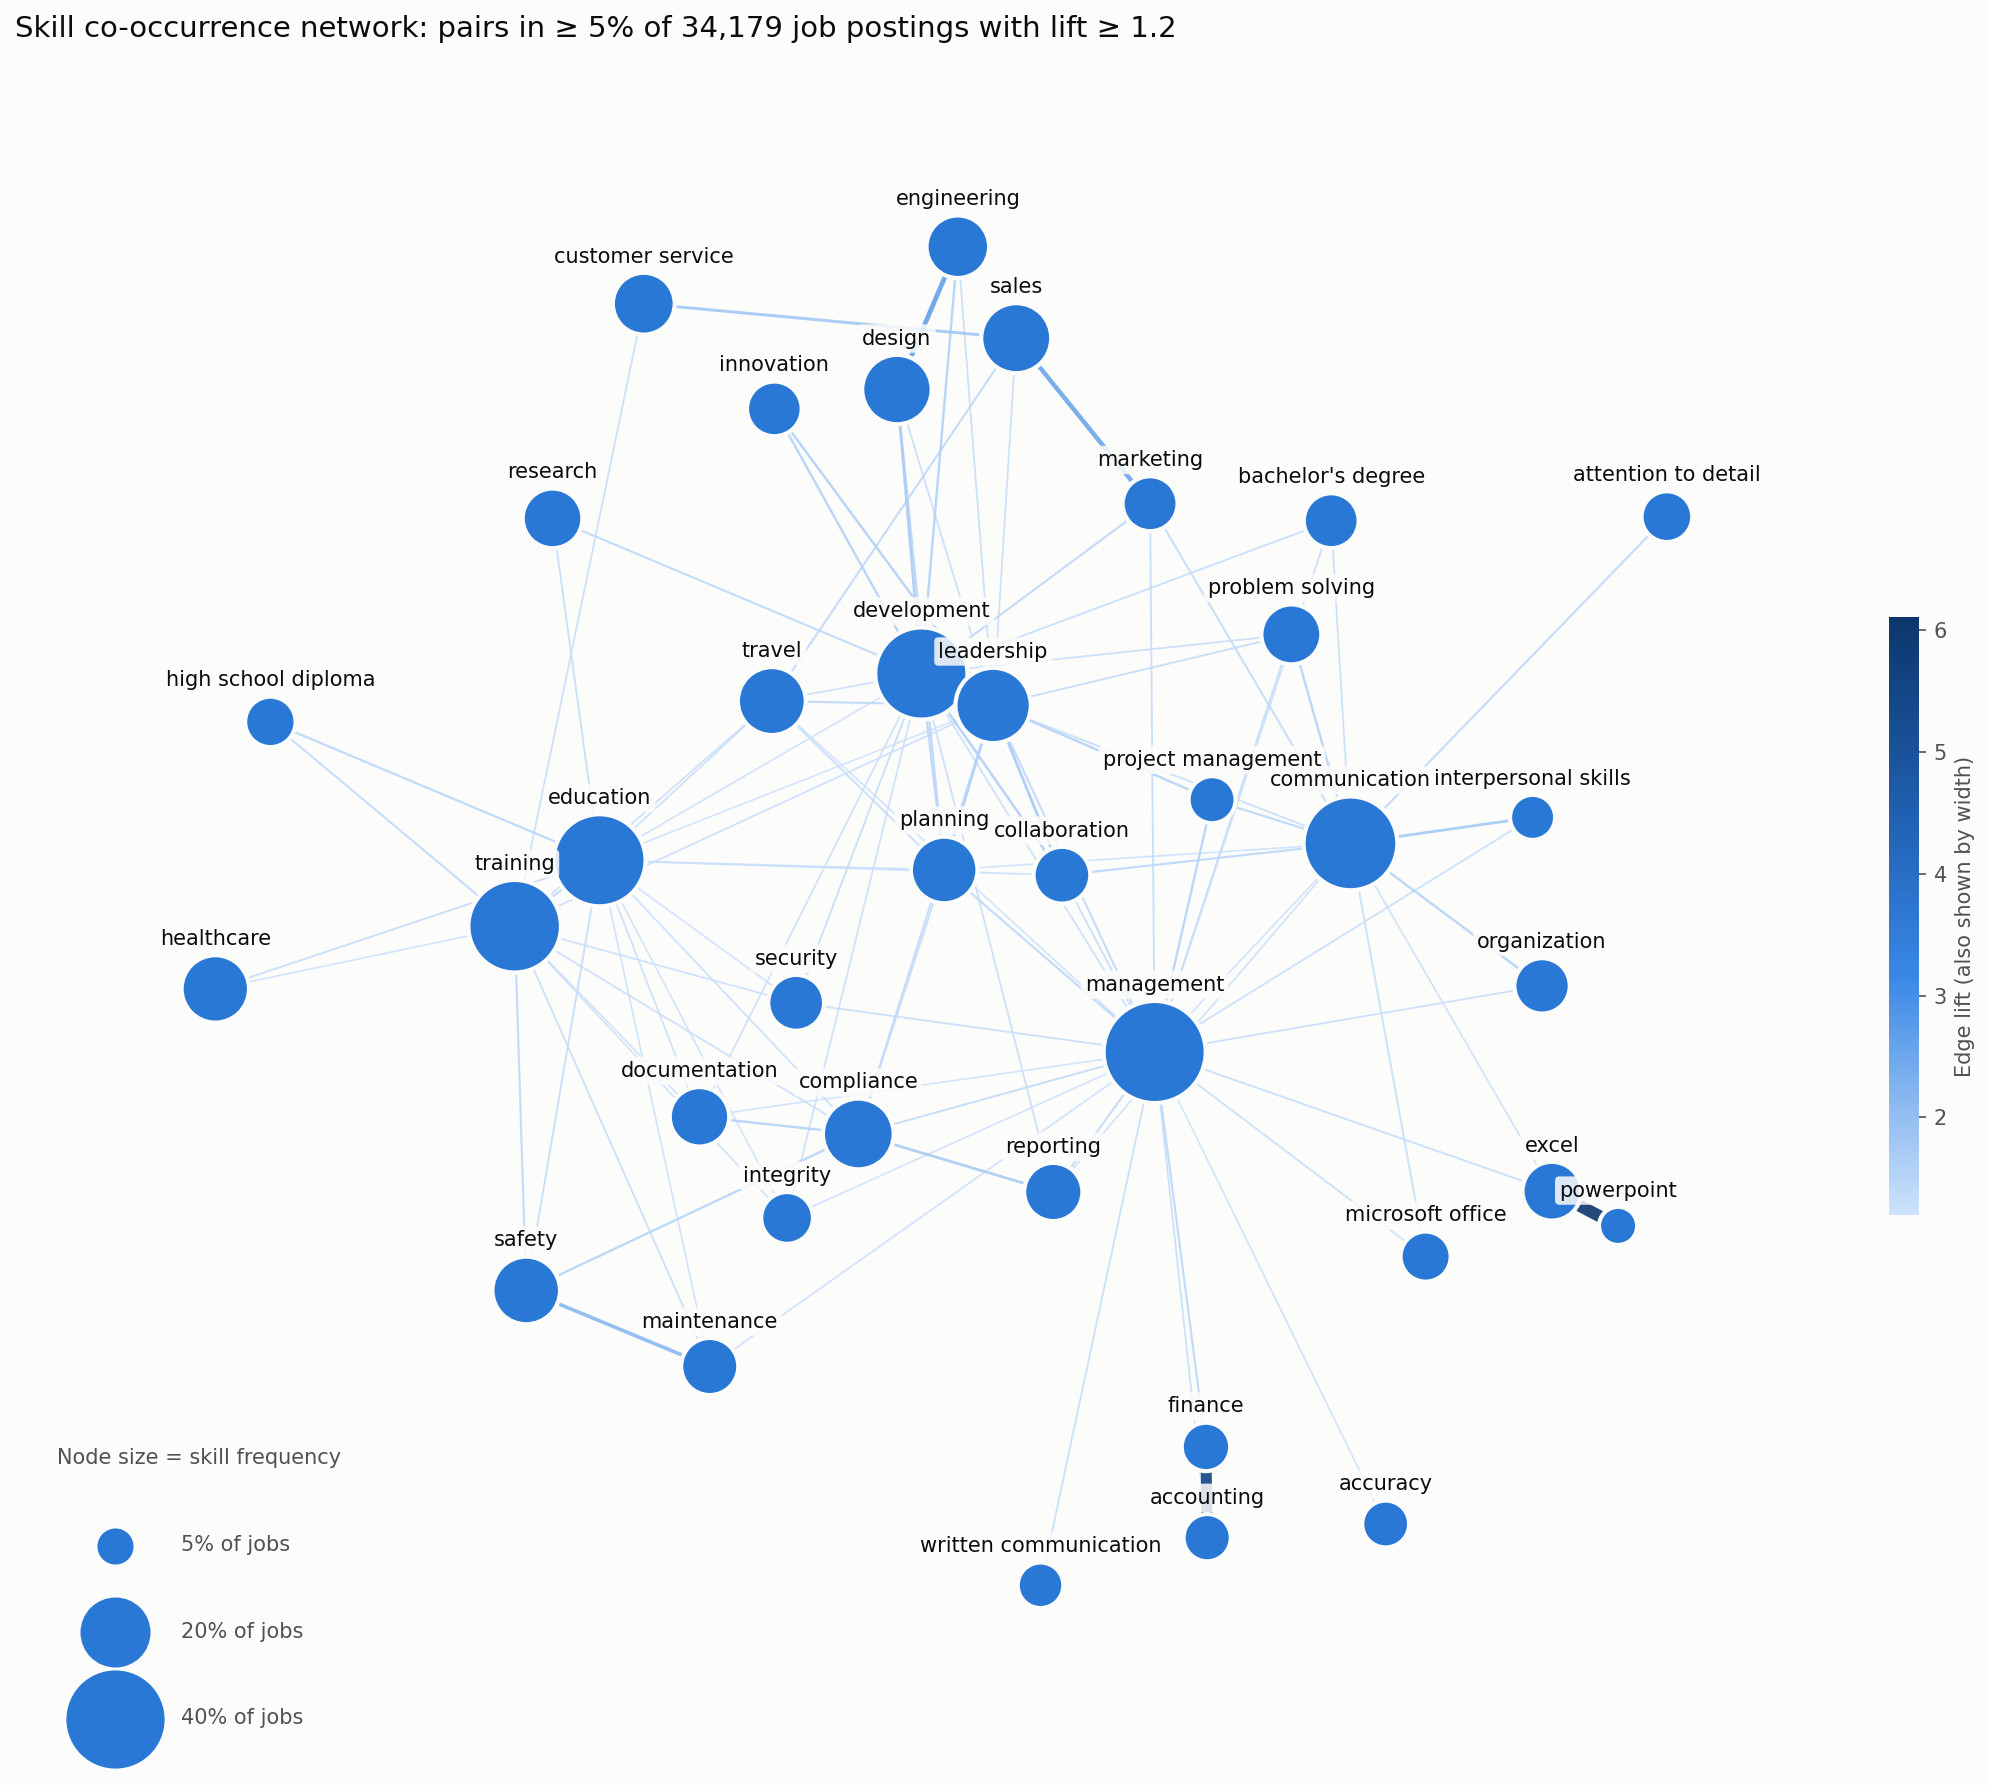 Skill co-occurrence network: pairs in ≥ 5% of 34,179 job postings with lift ≥ 1.2
engineering
customer service
sales
design
innovation
marketing
research
bachelor's degree
attention to detail
problem solving
development
leadership
travel
high school diploma
project management
communication
interpersonal skills
education
planning
collaboration
training
healthcare
security
organization
management
documentation
compliance
reporting
integrity
excel
powerpoint
microsoft office
safety
maintenance
finance
accounting
accuracy
written communication
6
5
4
3
2
Edge lift (also shown by width)
Node size = skill frequency
5% of jobs
20% of jobs
40% of jobs